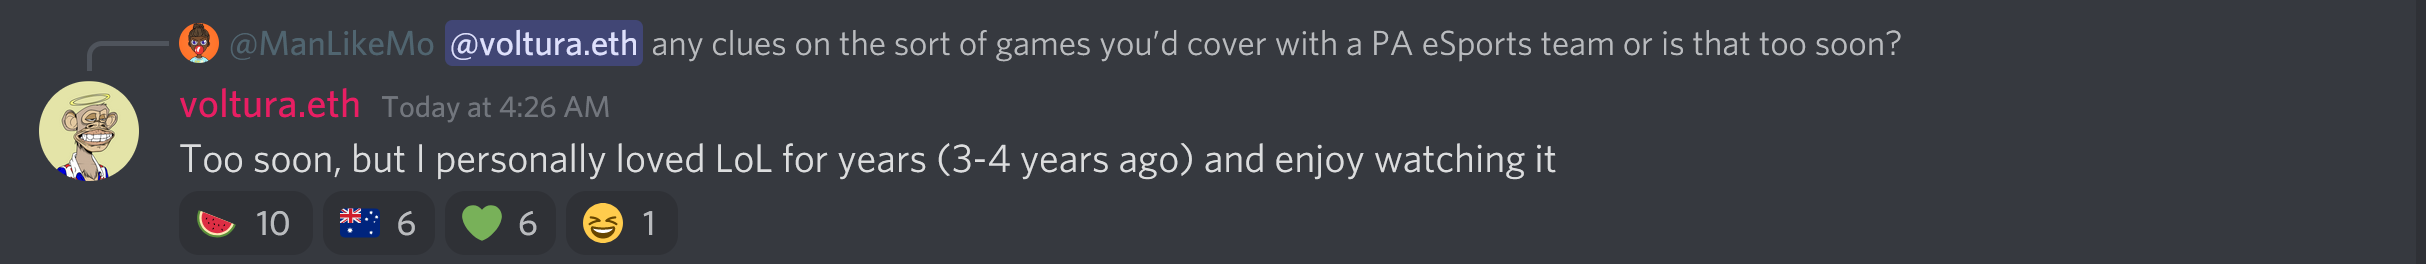 @ManLikeMo @voltura.eth any clues on the sort of games you'd cover with a PA eSports team or is that too soon?
voltura.eth Today at 4:26 AM
Too soon, but I personally loved LoL for years (3-4 years ago) and enjoy watching it
10 6 6 1